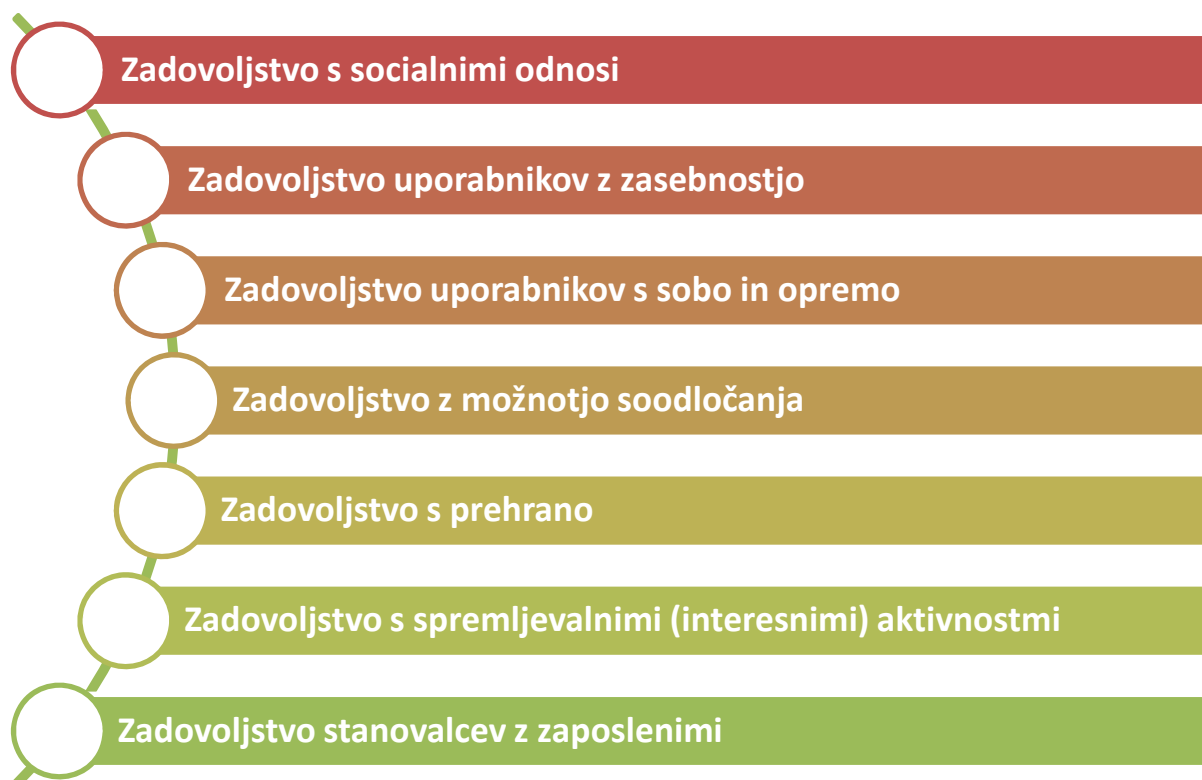 Zadovoljstvo s socialnimi odnosi
Zadovoljstvo uporabnikov z zasebnostjo
Zadovoljstvo uporabnikov s sobo in opremo
Zadovoljstvo z možnotjo soodločanja
Zadovoljstvo s prehrano
Zadovoljstvo s spremljevalnimi (interesnimi) aktivnostmi
Zadovoljstvo stanovalcev z zaposlenimi